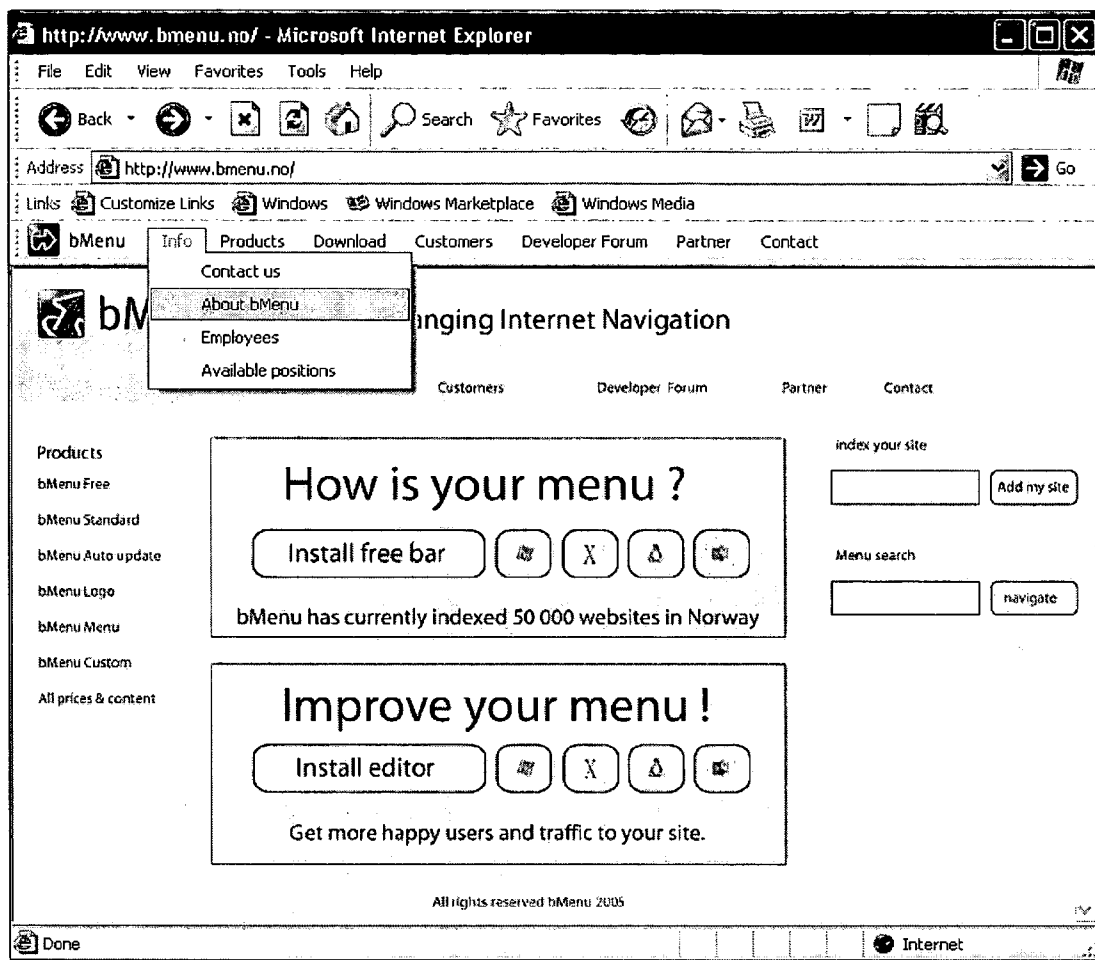 http://www.bmenu.no/ - Microsoft Internet Explorer
File Edit View Favorites Tools Help
Back Search Favorites
Address http://www.bmenu.no/ Go
Links Customize Links Windows Windows Marketplace Windows Media
bMenu Info Products Download Customers Developer Forum Partner Contact
Contact us
About bMenu
Employees
Available positions
bM anging Internet Navigation
Customers Developer Forum Partner Contact
Products
bMenu Free
bMenu Standard
bMenu Auto update
bMenu Logo
bMenu Menu
bMenu Custom
All prices & content
How is your menu ?
Install free bar X
bMenu has currently indexed 50 000 websites in Norway
Improve your menu !
Install editor X
Get more happy users and traffic to your site.
index your site
Add my site
Menu search
navigate
All rights reserved bMenu 2005
Done Internet